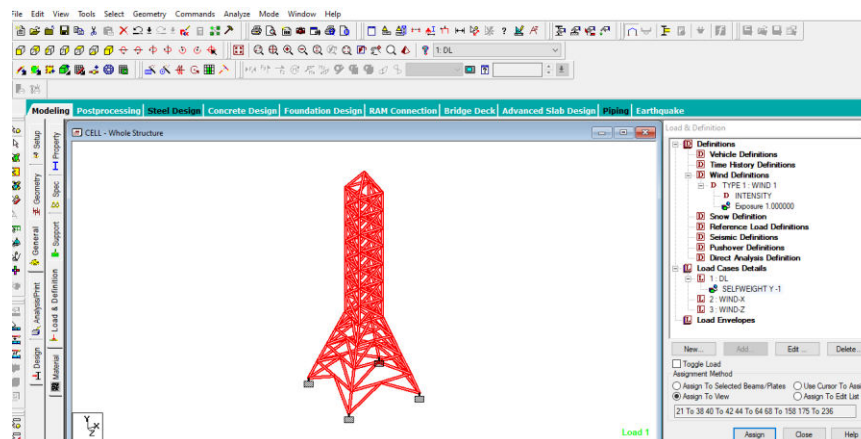 File Edit View Tools Select Geometry Commands Analyze Mode Window Help
1: DL
Modeling Postprocessing Steel Design Concrete Design Foundation Design RAM Connection Bridge Deck Advanced Slab Design Piping Earthquake
CELL - Whole Structure
Setup
Geometry
General
Analysis/Print
Design
Property
Spec
Support
Load & Definition
Material
Y
X
Z
Load 1
Load & Definition
Definitions
Vehicle Definitions
Time History Definitions
Wind Definitions
TYPE 1 : WIND 1
INTENSITY
Exposure 1.000000
Snow Definition
Reference Load Definitions
Seismic Definitions
Pushover Definitions
Direct Analysis Definition
Load Cases Details
1 : DL
SELFWEIGHT Y -1
2 : WIND-X
3 : WIND-Z
Load Envelopes
New... Add... Edit ... Delete...
Toggle Load
Assignment Method
Assign To Selected Beams/Plates Use Cursor To Assi
Assign To View Assign To Edit List
21 To 38 40 To 42 44 To 64 68 To 158 175 To 236
Assign Close Help